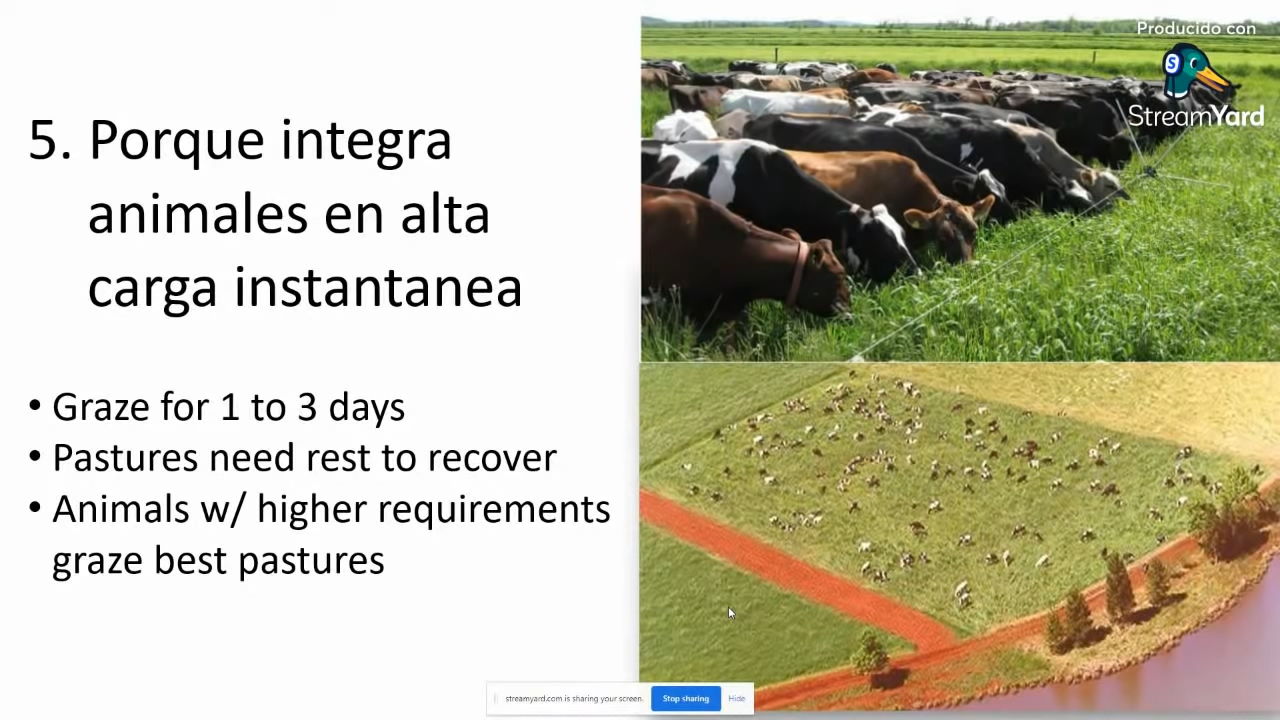 Producido con
StreamYard
5. Porque integra
animales en alta
carga instantanea
• Graze for 1 to 3 days
• Pastures need rest to recover
• Animals w/ higher requirements
graze best pastures
streamyard.com is sharing your screen. Stop sharing Hide